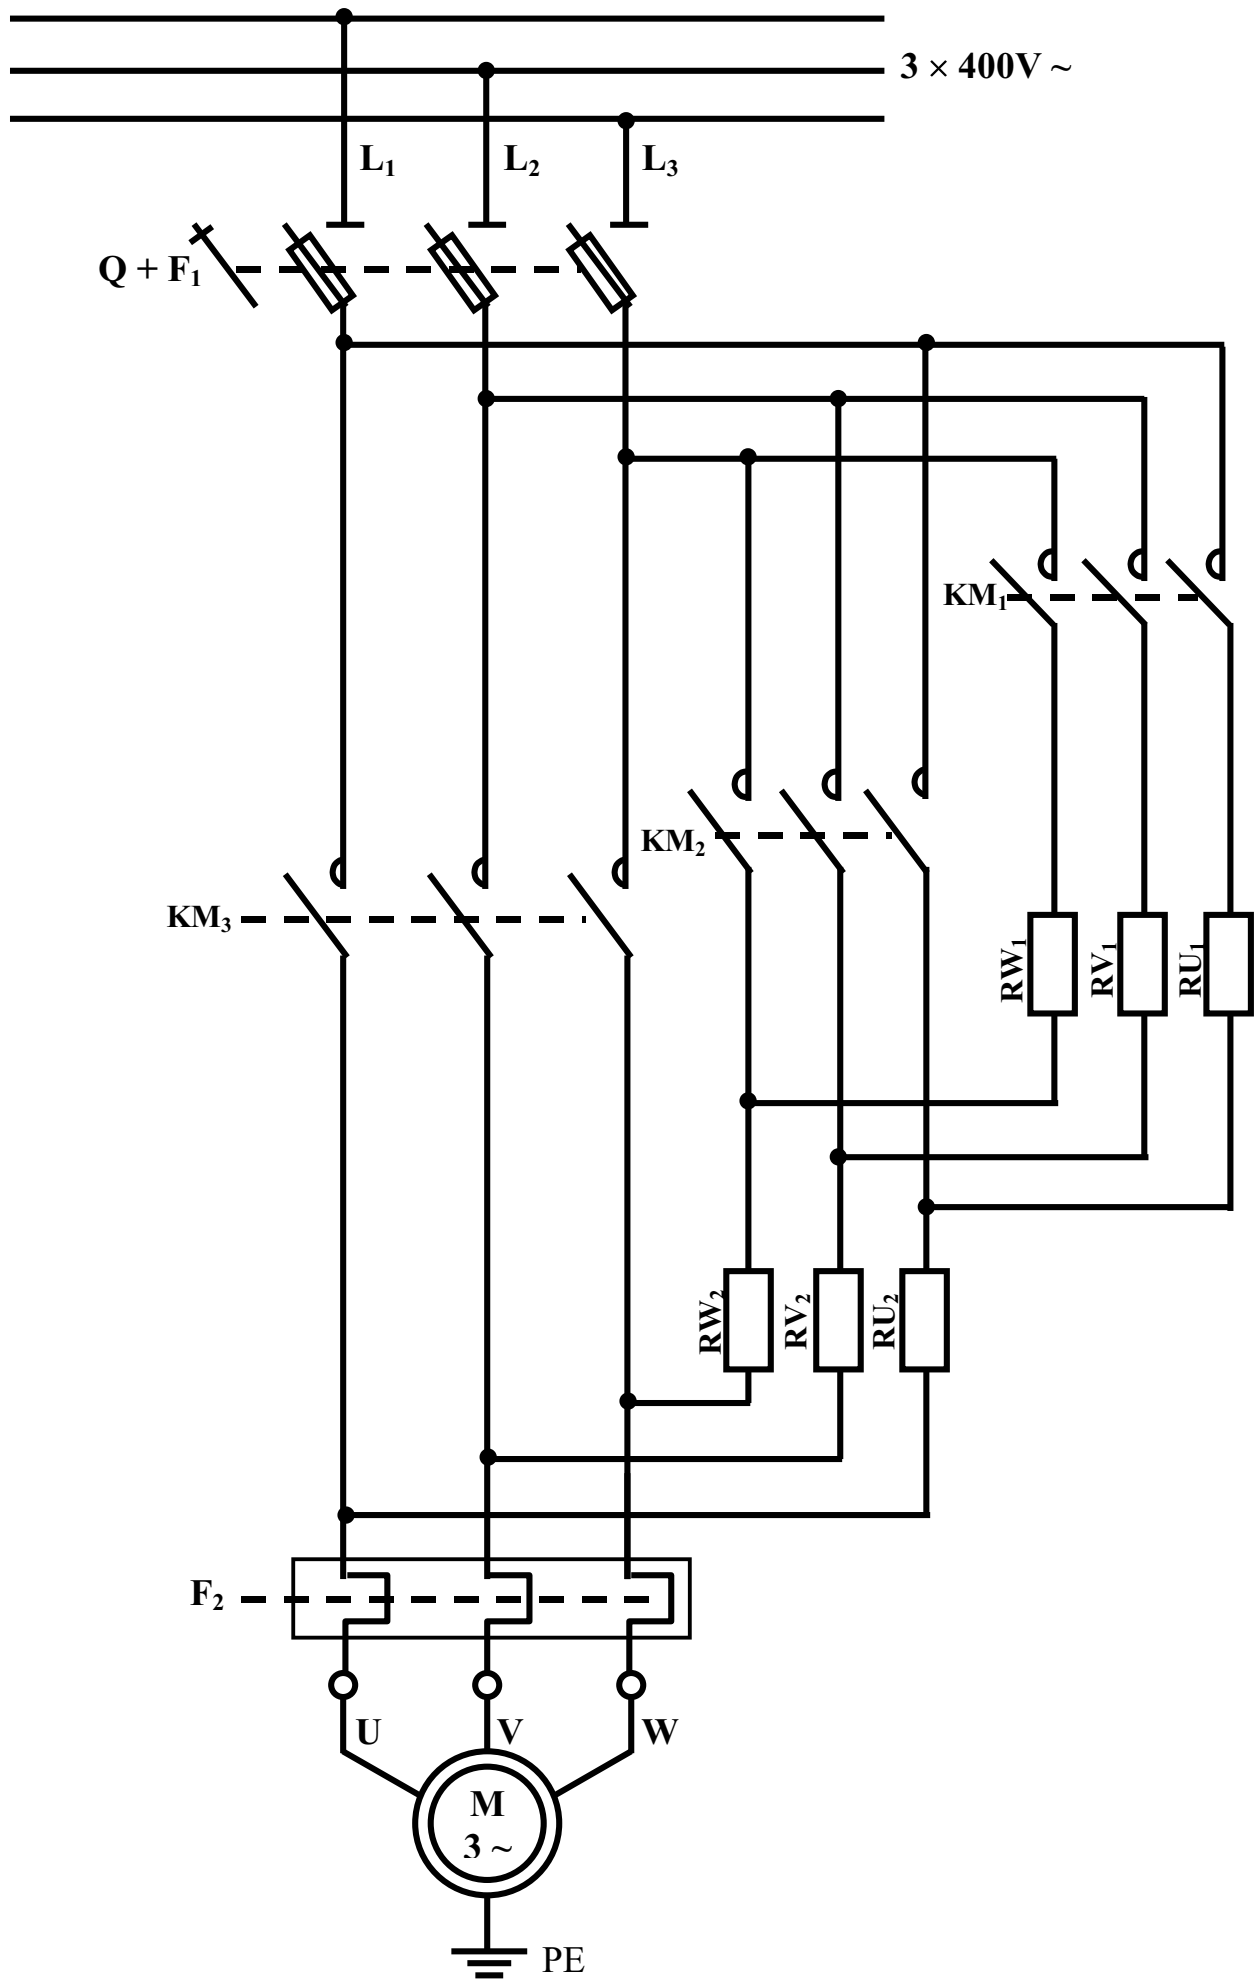 3 × 400V ~
L₁ L₂ L₃
Q + F₁
KM₁
KM₂
KM₃
RW₁ RV₁ RU₁
RW₂ RV₂ RU₂
F₂
U V W
M
3 ~
PE